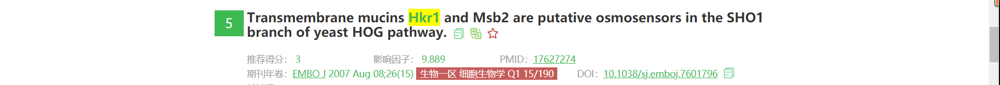 5
Transmembrane mucins Hkr1 and Msb2 are putative osmosensors in the SHO1
branch of yeast HOG pathway.
推荐得分： 3 影响因子： 9.889 PMID：17627274
期刊年卷：EMBO J 2007 Aug 08;26(15) 生物一区 细胞生物学 Q1 15/190 DOI：10.1038/sj.emboj.7601796